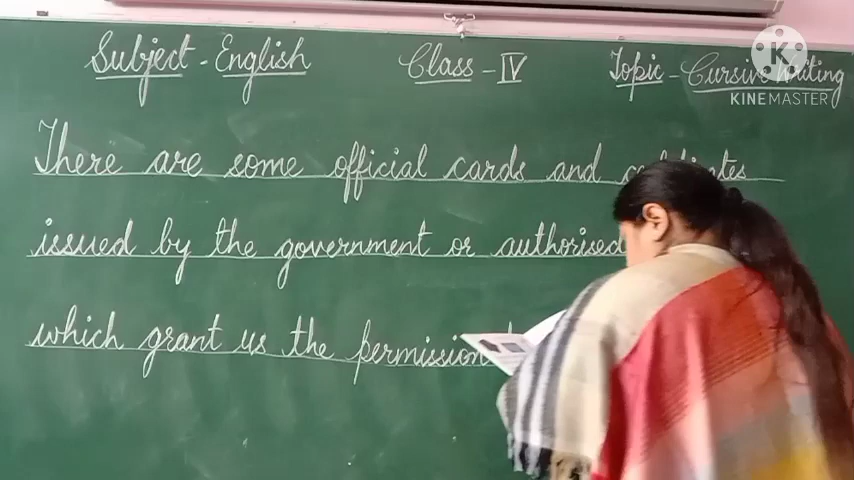 Subject - English Class - IV Topic - Cursive Writing
KINEMASTER
There are some official cards and
issued by the government or authorised
which grant us the permission